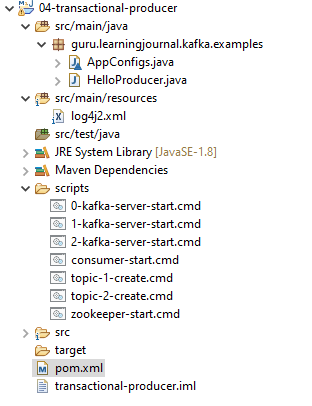 04-transactional-producer
src/main/java
guru.learningjournal.kafka.examples
AppConfigs.java
HelloProducer.java
src/main/resources
log4j2.xml
src/test/java
JRE System Library [JavaSE-1.8]
Maven Dependencies
scripts
0-kafka-server-start.cmd
1-kafka-server-start.cmd
2-kafka-server-start.cmd
consumer-start.cmd
topic-1-create.cmd
topic-2-create.cmd
zookeeper-start.cmd
src
target
pom.xml
transactional-producer.iml